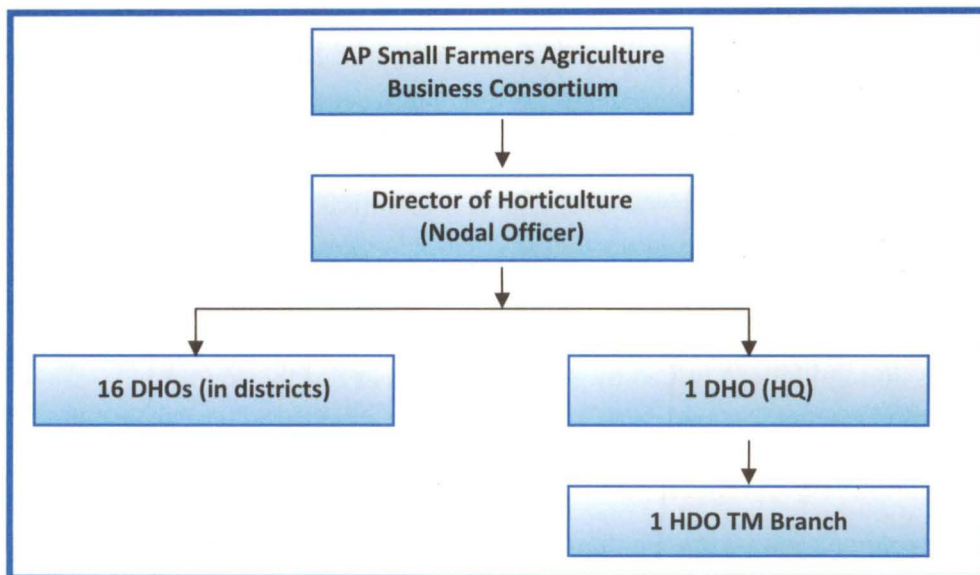 AP Small Farmers Agriculture
Business Consortium
Director of Horticulture
(Nodal Officer)
16 DHOs (in districts)
1 DHO (HQ)
1 HDO TM Branch